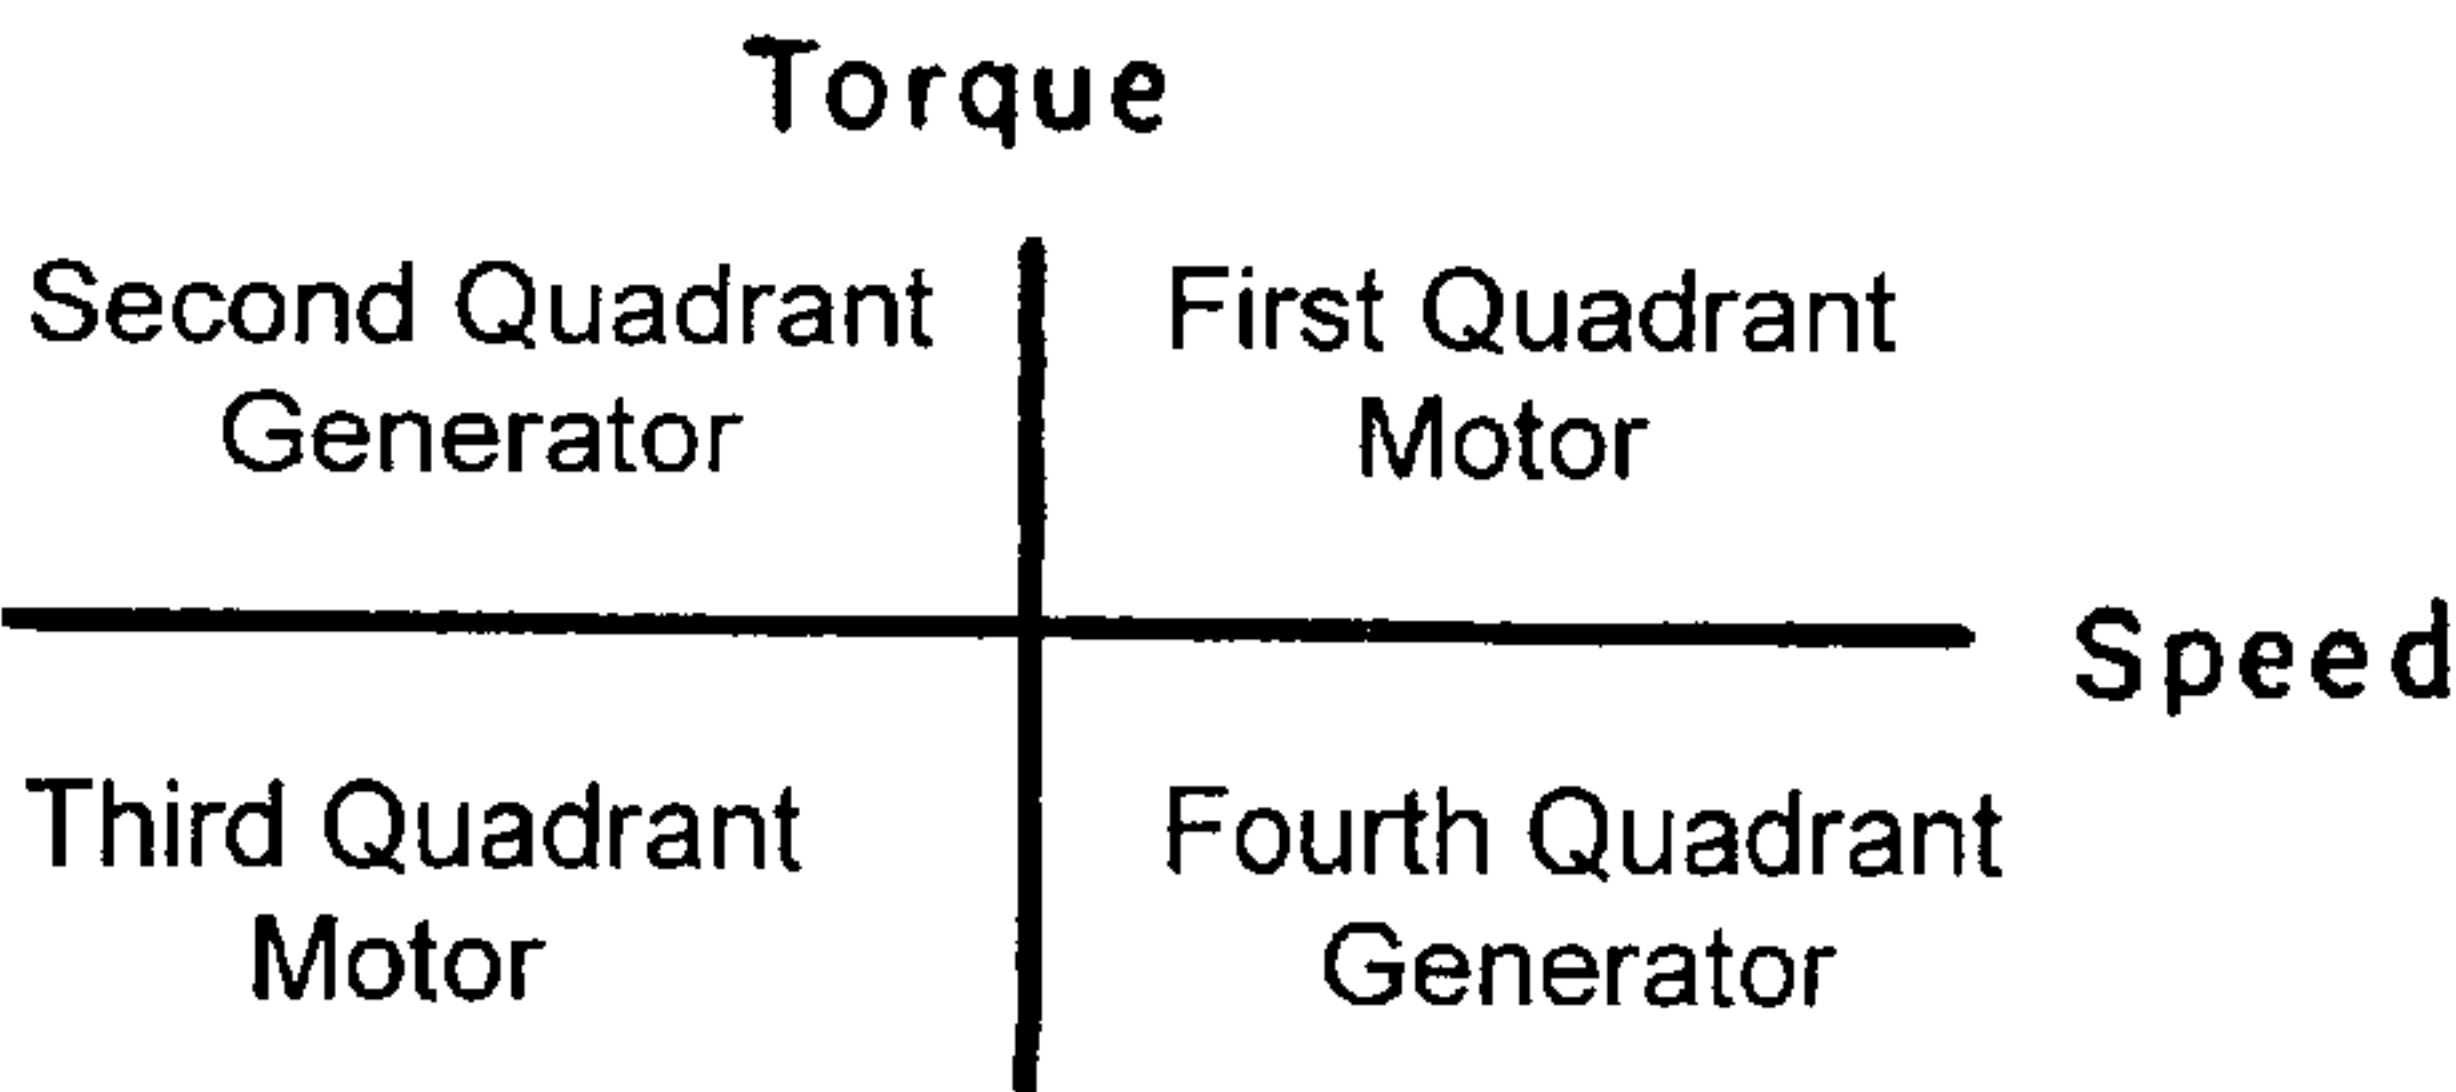 Torque
Second Quadrant
Generator
First Quadrant
Motor
Speed
Third Quadrant
Motor
Fourth Quadrant
Generator